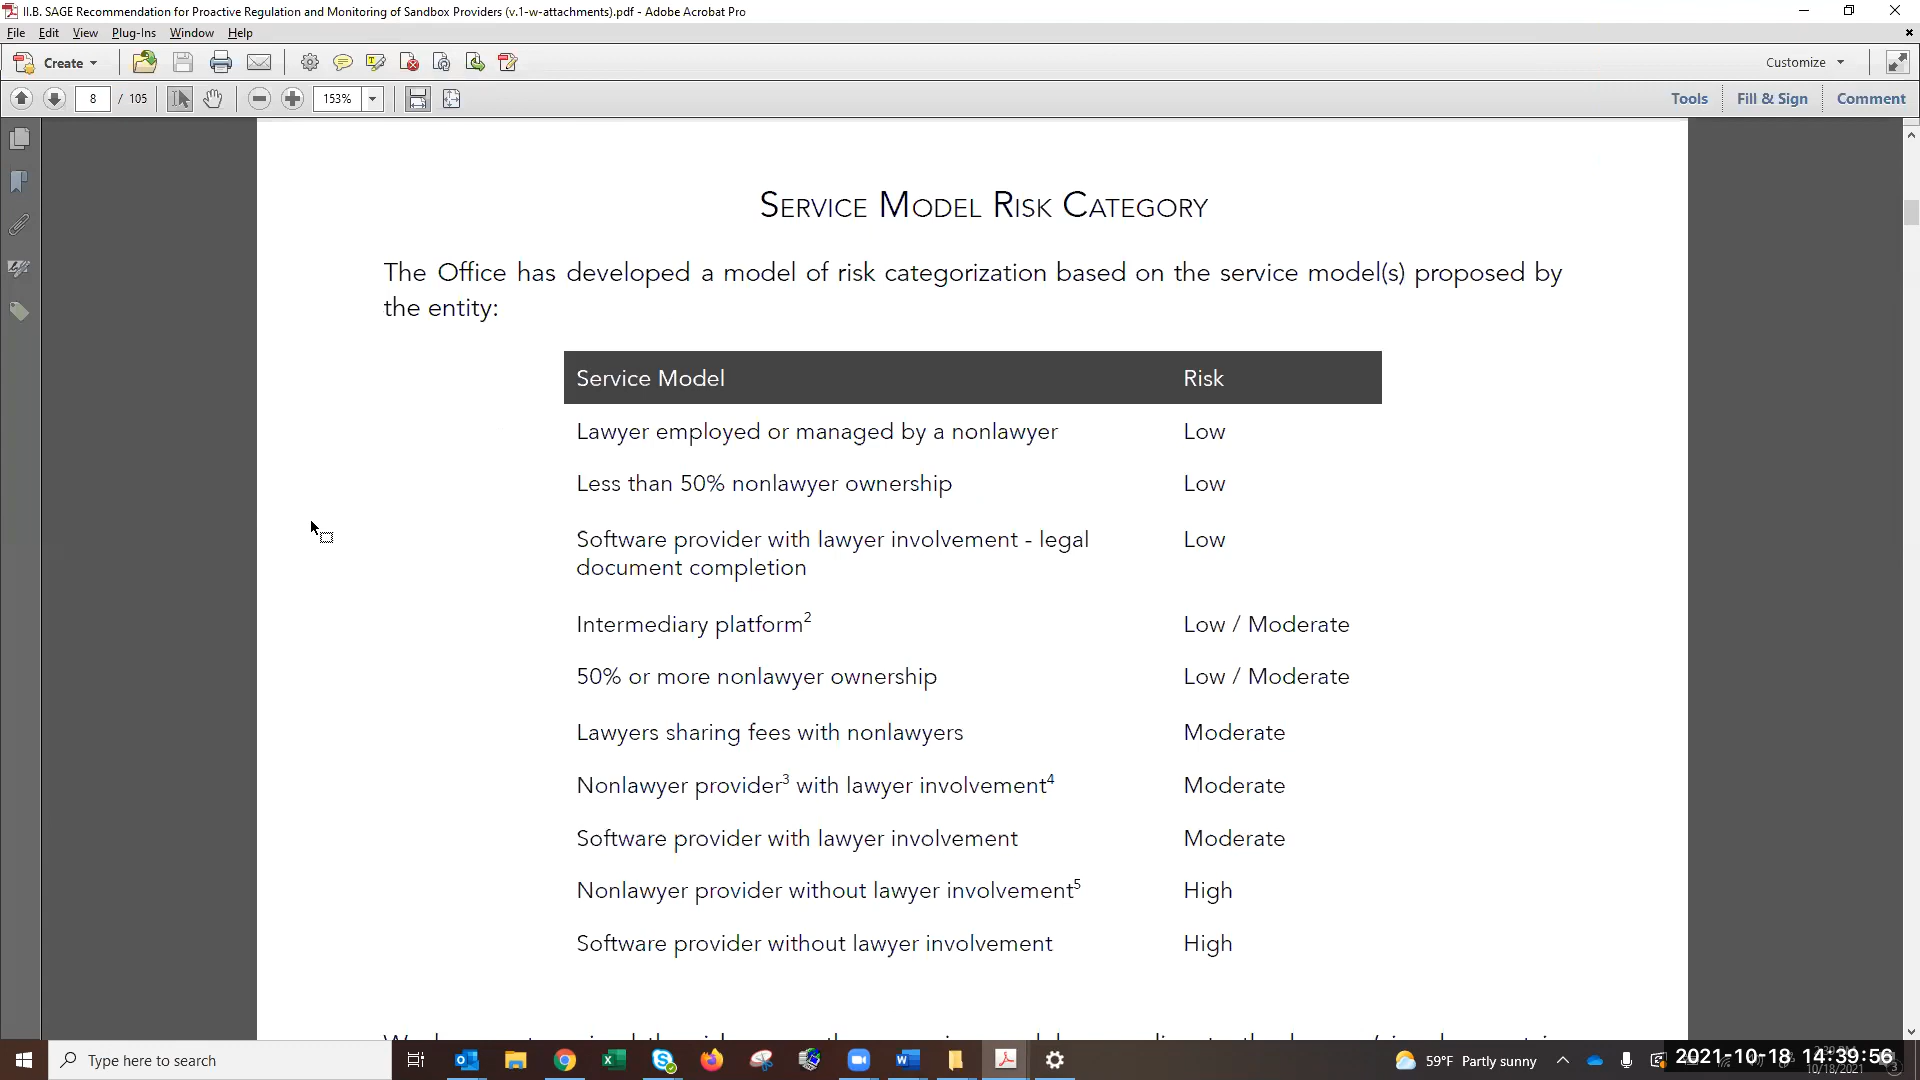 II.B. SAGE Recommendation for Proactive Regulation and Monitoring of Sandbox Providers (v.1-w-attachments).pdf - Adobe Acrobat Pro
File Edit View Plug-Ins Window Help
Create Customize
8 / 105 153% Tools Fill & Sign Comment
SERVICE MODEL RISK CATEGORY
The Office has developed a model of risk categorization based on the service model(s) proposed by
the entity:
Service Model Risk
Lawyer employed or managed by a nonlawyer Low
Less than 50% nonlawyer ownership Low
Software provider with lawyer involvement - legal Low
document completion
Intermediary platform2 Low / Moderate
50% or more nonlawyer ownership Low / Moderate
Lawyers sharing fees with nonlawyers Moderate
Nonlawyer provider3 with lawyer involvement4 Moderate
Software provider with lawyer involvement Moderate
Nonlawyer provider without lawyer involvement5 High
Software provider without lawyer involvement High
Type here to search
59°F Partly sunny
2021-10-18 14:39:56
10/18/2021